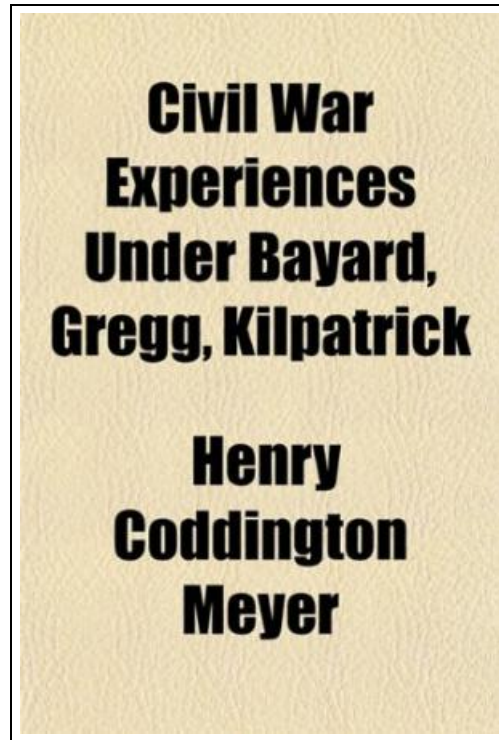 Civil War
Experiences
Under Bayard,
Gregg, Kilpatrick
Henry
Coddington
Meyer